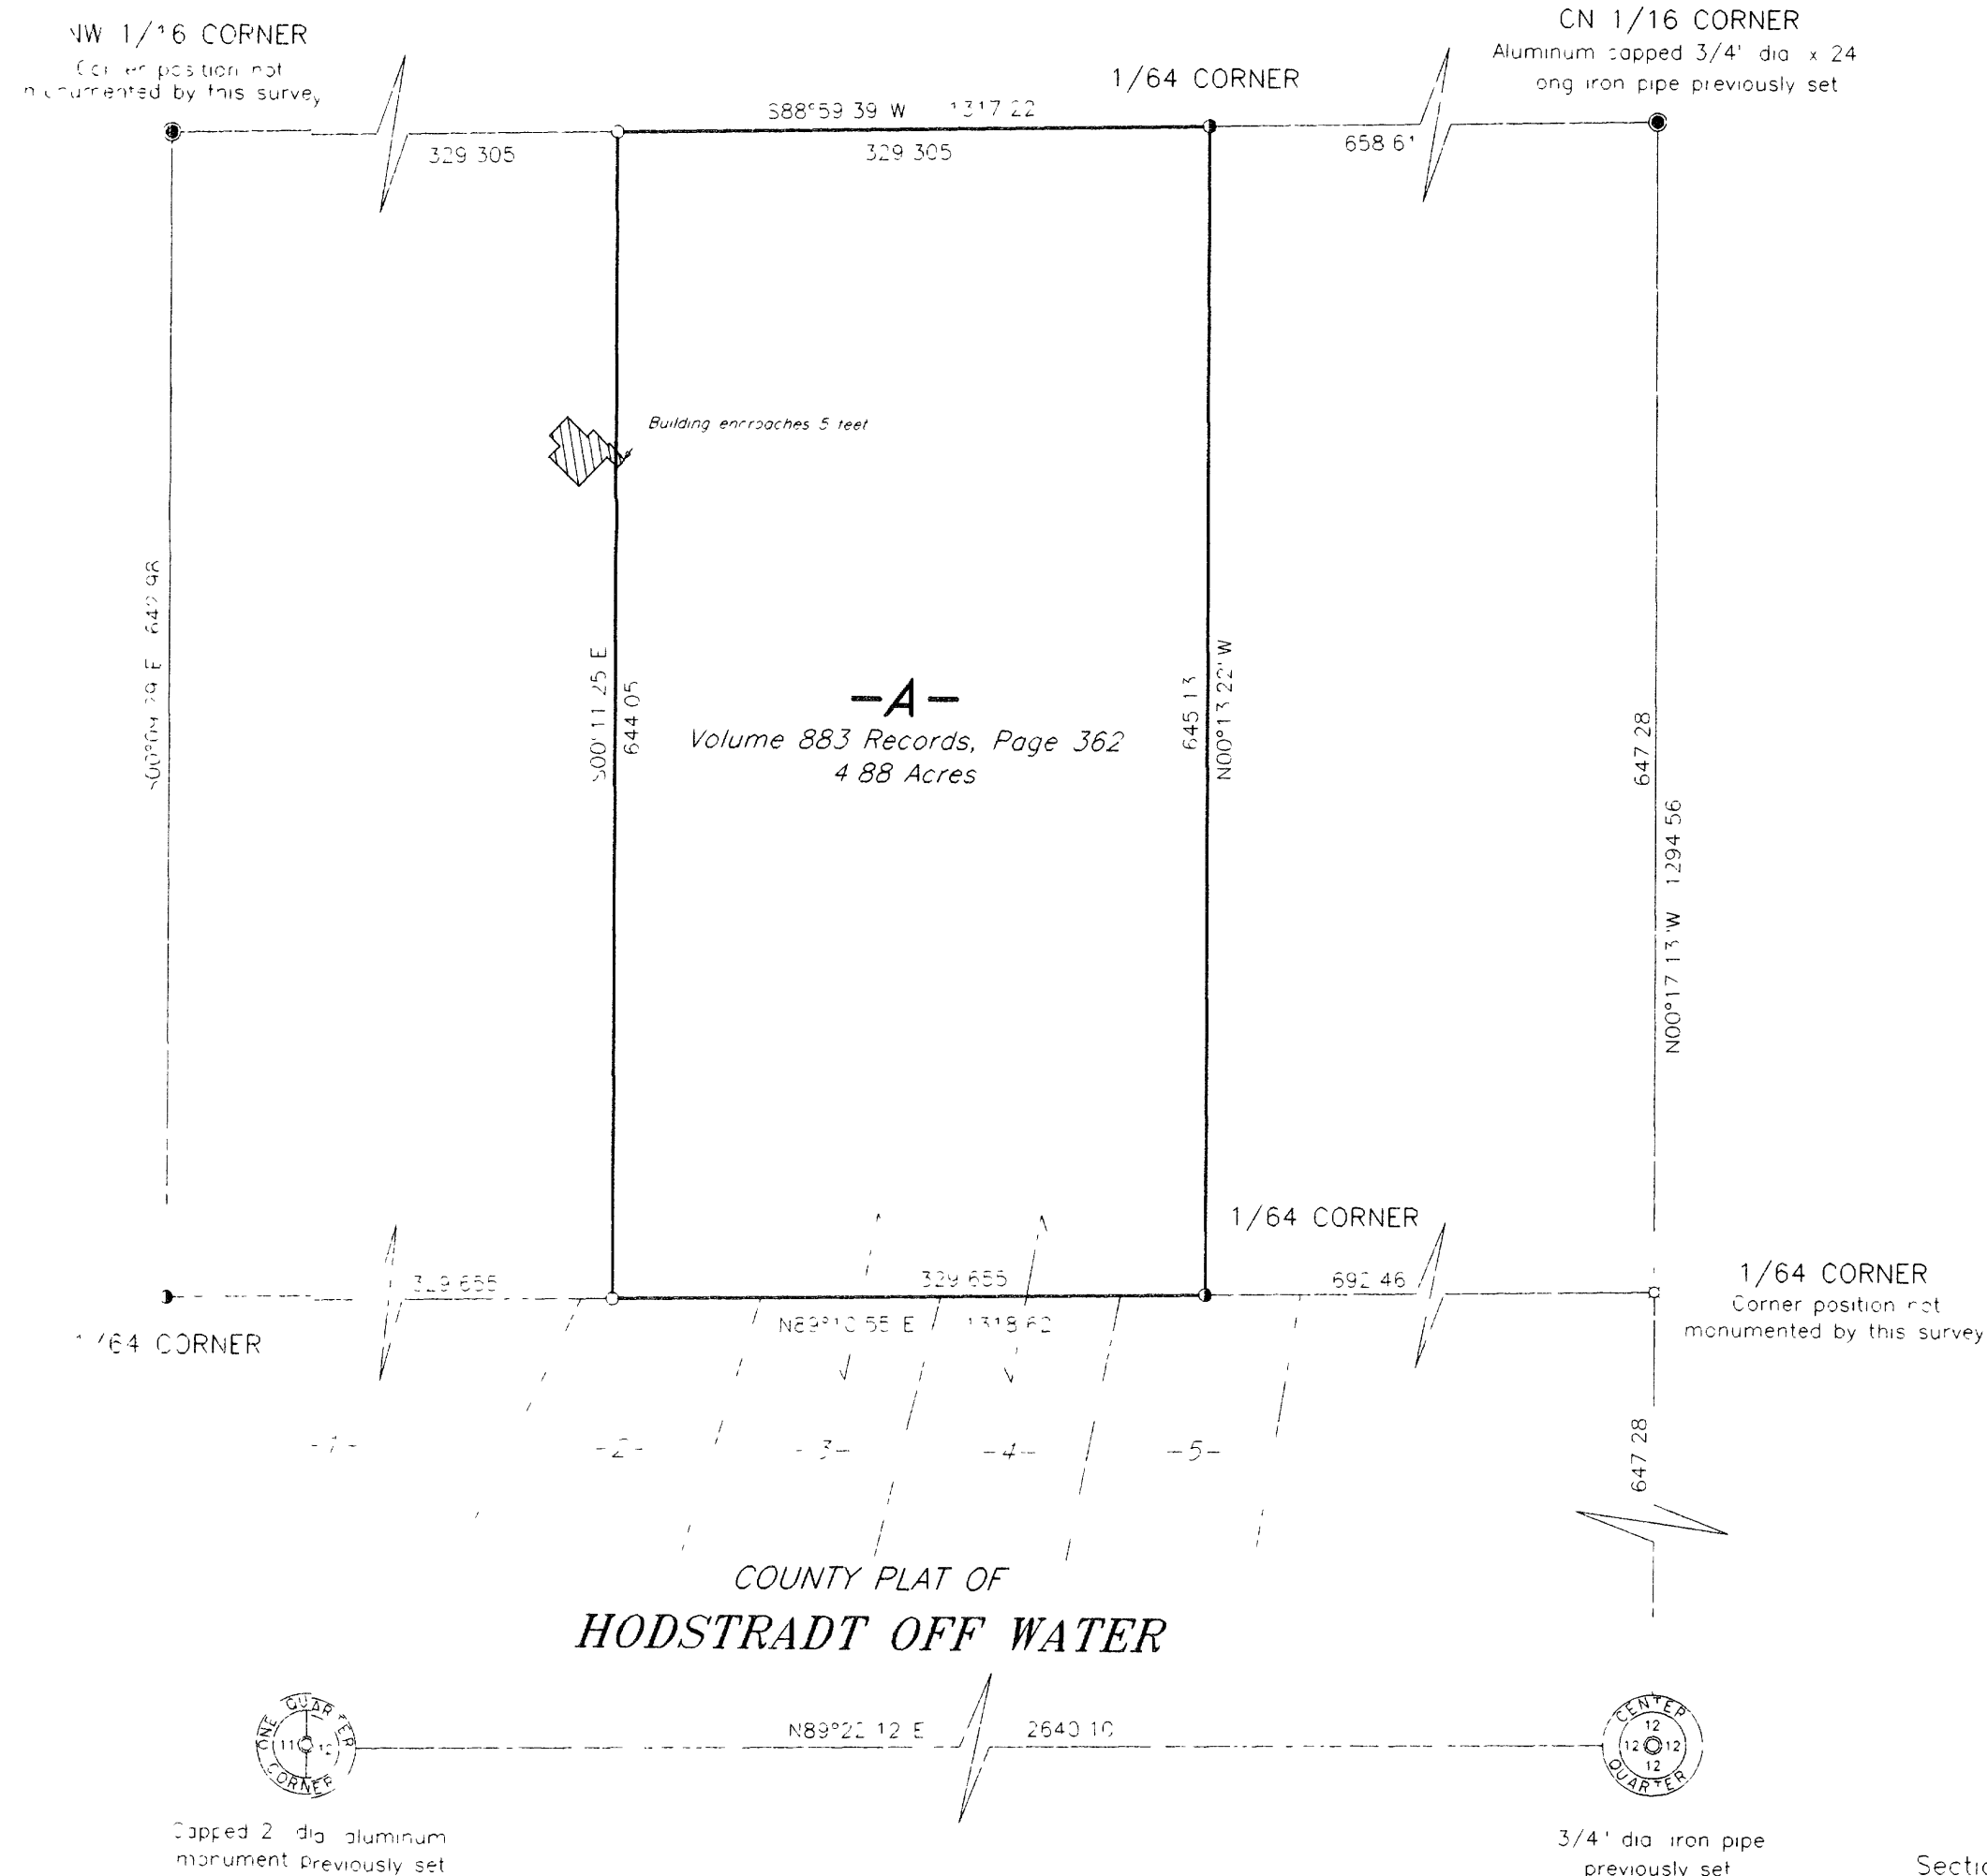 NW 1/16 CORNER
Corner position not
monumented by this survey
CN 1/16 CORNER
Aluminum capped 3/4' dia x 24
ong iron pipe previously set
1/64 CORNER
S88°59 39 W 1317 22
329 305
329 305
658 61
Building encroaches 5 feet
S00°11 25 E
644 05
-A-
Volume 883 Records, Page 362
4 88 Acres
645 13
N00°13 22' W
647 28
N00°17 13 'W 1294 56
1/64 CORNER
329 655
329 655
692 46
N89°10 55 E 1318 62
1/64 CORNER
1/64 CORNER
Corner position not
monumented by this survey
-1-
-2-
-3-
-4-
-5-
647 28
COUNTY PLAT OF
HODSTRADT OFF WATER
ONE QUARTER
11 12
CORNER
N89°22 12 E 2640 10
CENTER
12
12 12
12
QUARTER
Capped 2 dia aluminum
monument previously set
3/4' dia iron pipe
previously set
Sectio